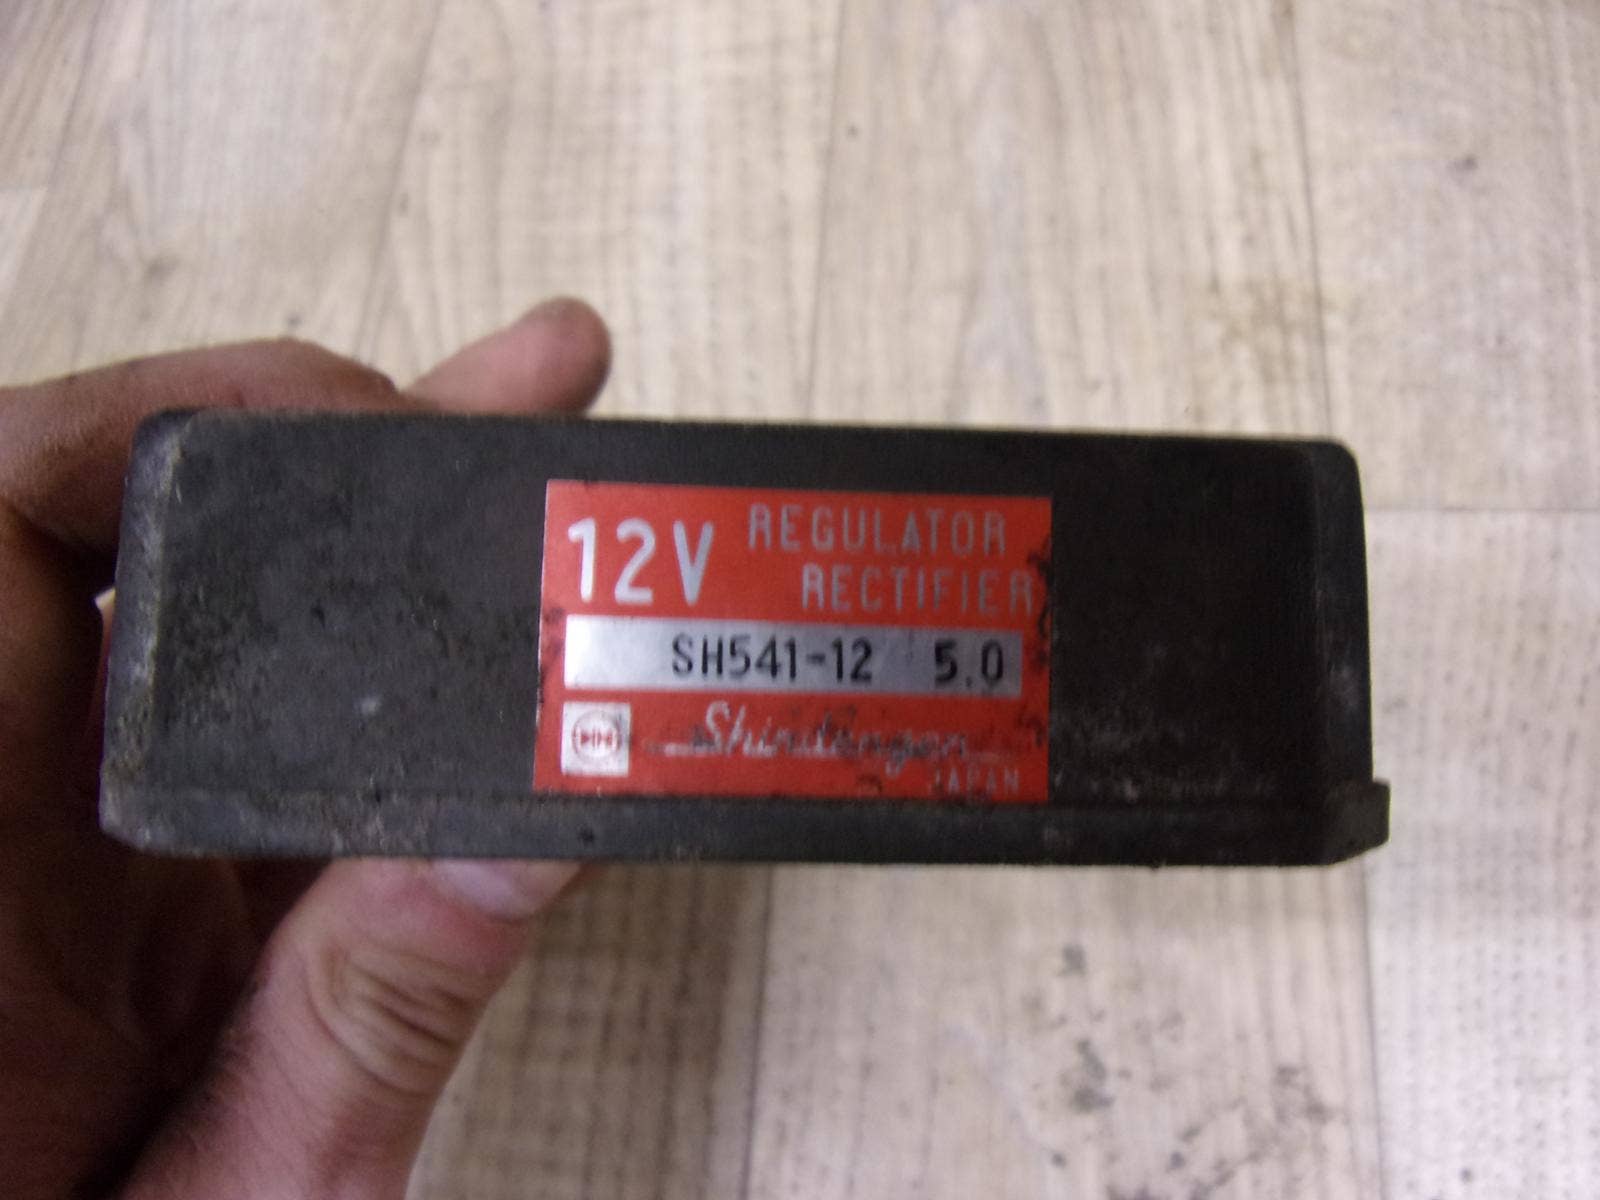 12V REGULATOR
RECTIFIER
SH541-12 5.0
Shindengen
JAPAN